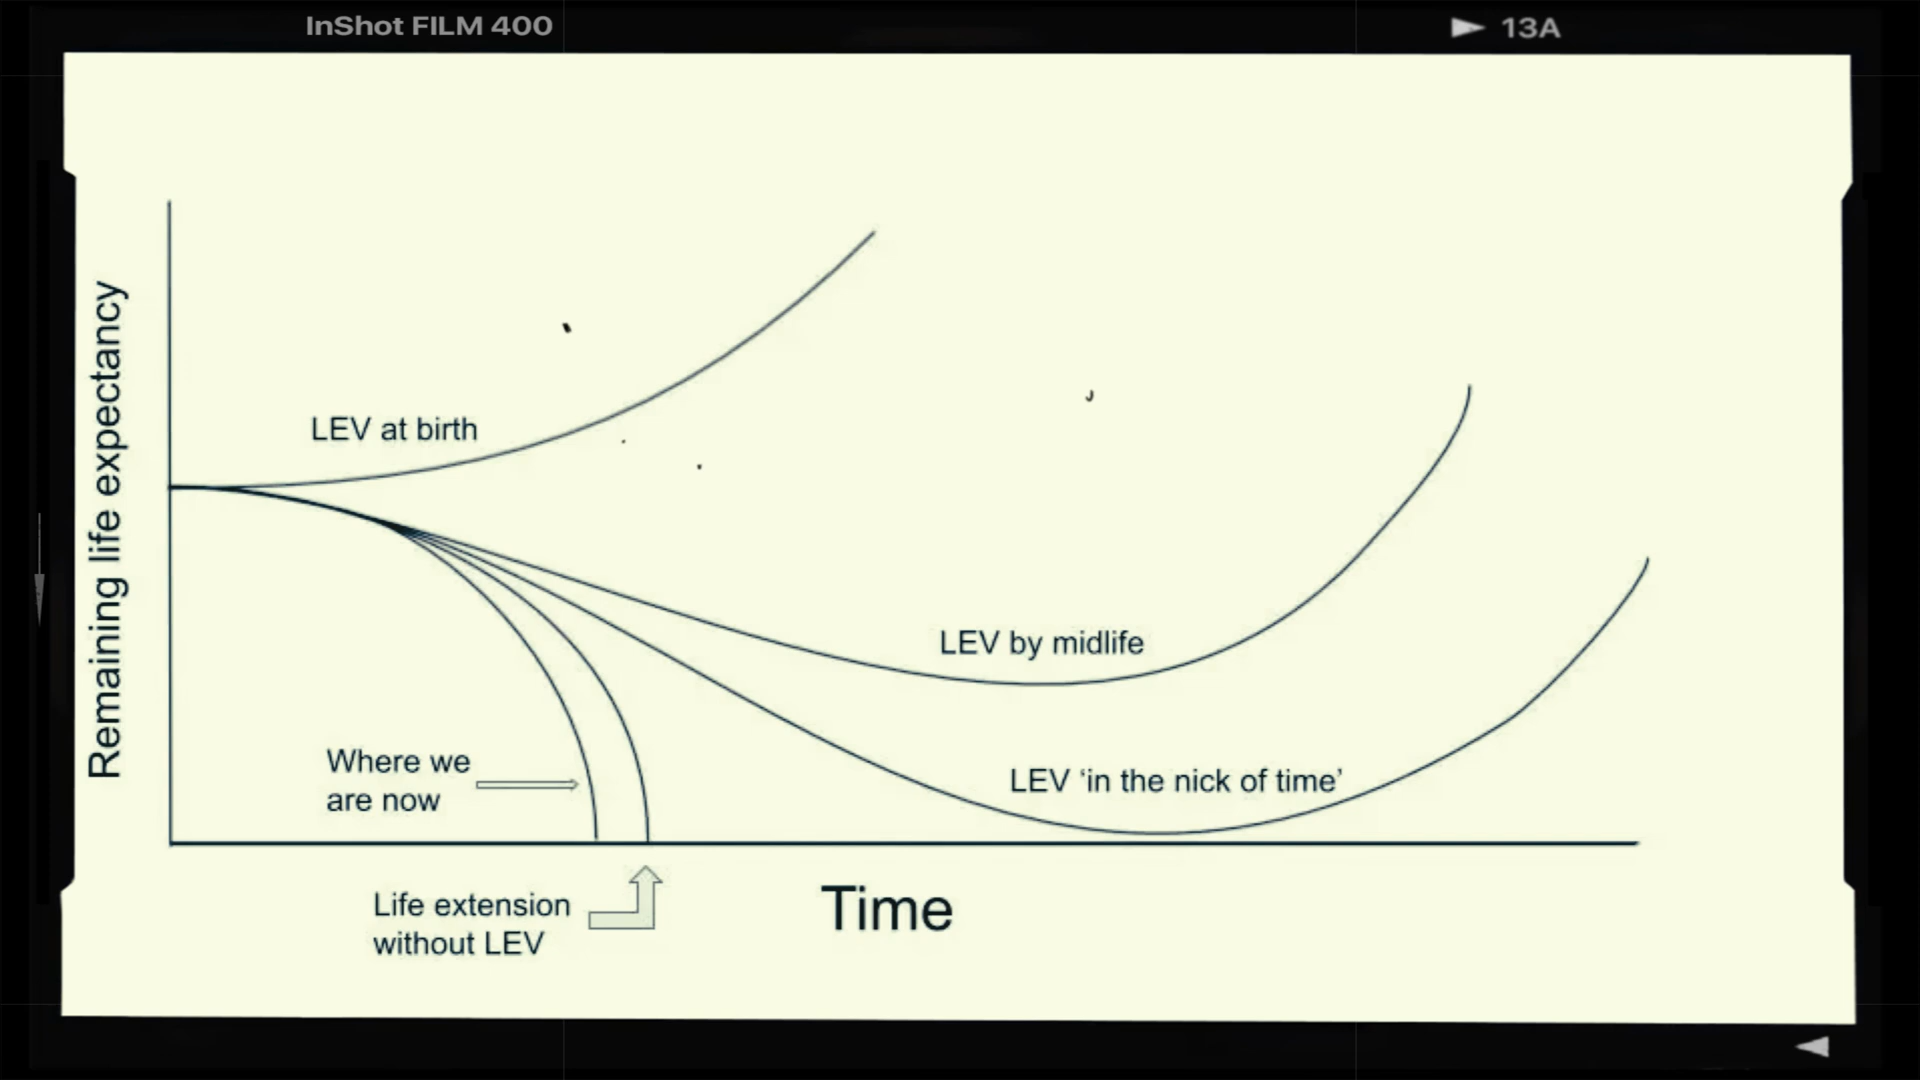 InShot FILM 400
13A
Remaining life expectancy
LEV at birth
LEV by midlife
Where we
are now
LEV ‘in the nick of time’
Life extension
without LEV
Time